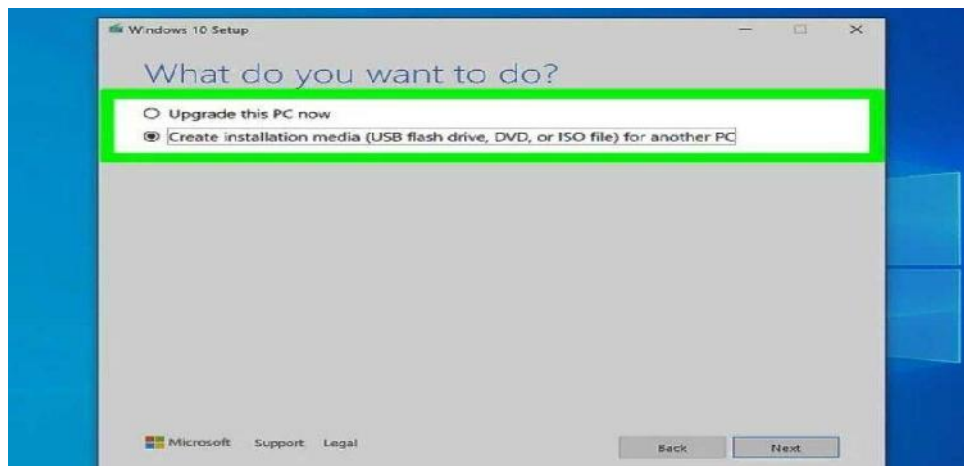 Windows 10 Setup
What do you want to do?
Upgrade this PC now
Create installation media (USB flash drive, DVD, or ISO file) for another PC
Microsoft Support Legal
Back Next